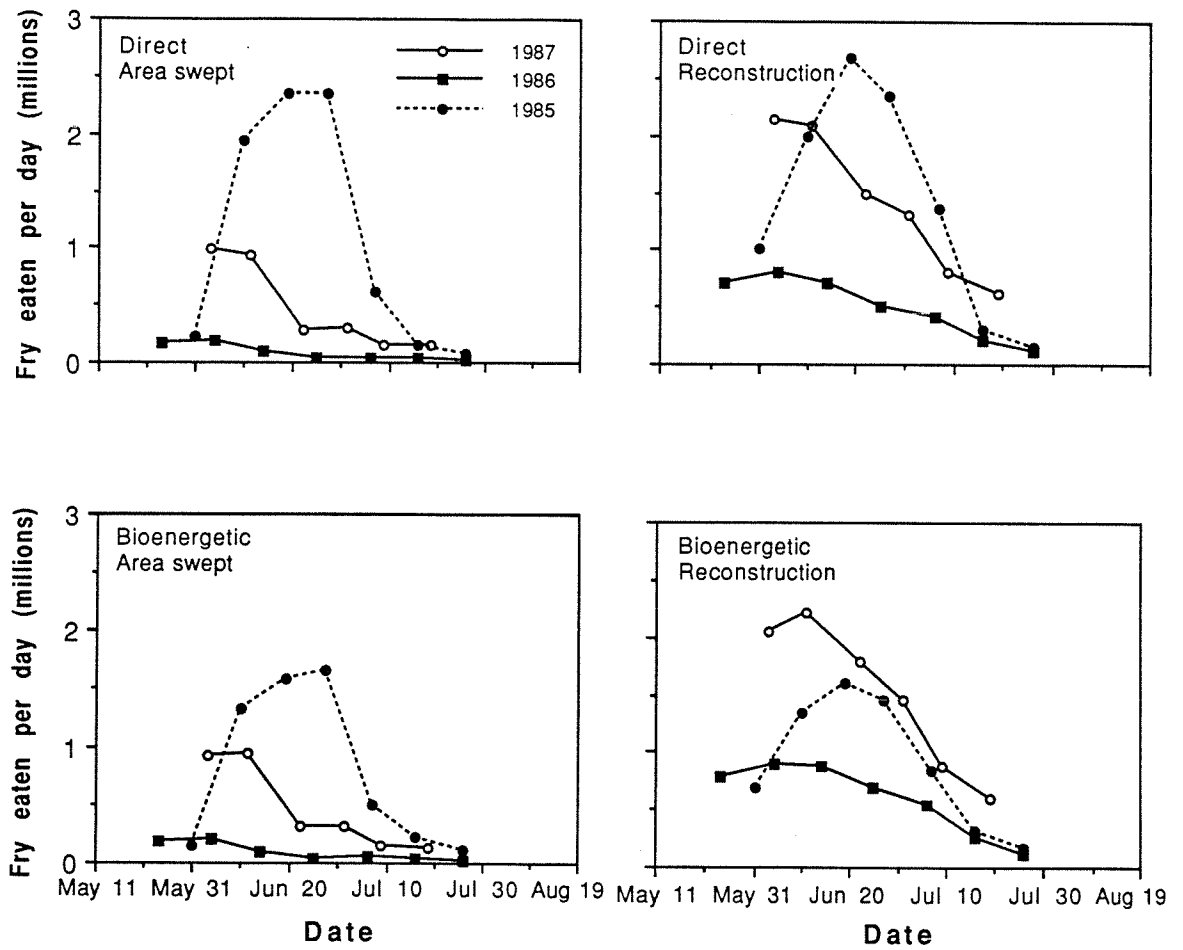 Fry eaten per day (millions)
3
2
1
0
Direct
Area swept
1987
1986
1985
Direct
Reconstruction
Fry eaten per day (millions)
3
2
1
0
Bioenergetic
Area swept
May 11 May 31 Jun 20 Jul 10 Jul 30 Aug 19
Date
Bioenergetic
Reconstruction
May 11 May 31 Jun 20 Jul 10 Jul 30 Aug 19
Date